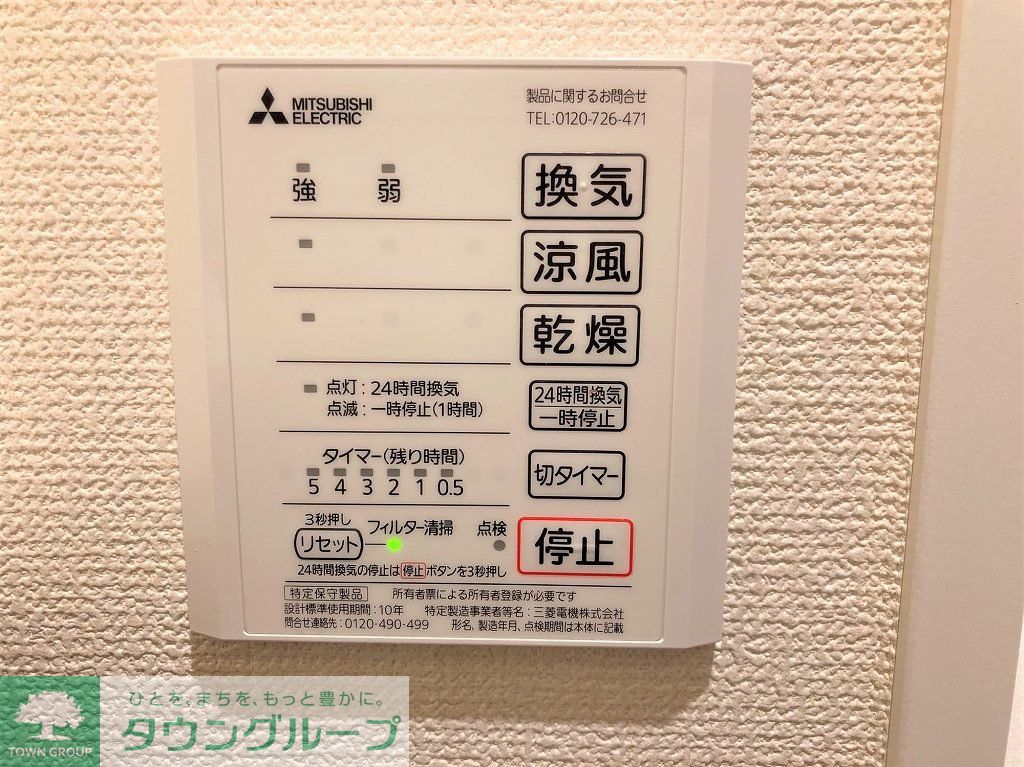 MITSUBISHI
ELECTRIC
製品に関するお問合せ
TEL:0120-726-471
強 弱
換気
涼風
乾燥
点灯：24時間換気
点滅：一時停止(1時間)
24時間換気
一時停止
タイマー(残り時間)
5 4 3 2 1 0.5
切タイマー
3秒押し
リセット
フィルター清掃
点検
停止
24時間換気の停止は停止ボタンを3秒押し
特定保守製品 所有者票による所有者登録が必要です
設計標準使用期間：10年 特定製造事業者等名：三菱電機株式会社
問合せ連絡先：0120-490-499 形名、製造年月、点検期間は本体に記載
ひとを、まちを、もっと豊かに。
タウングループ
TOWN GROUP